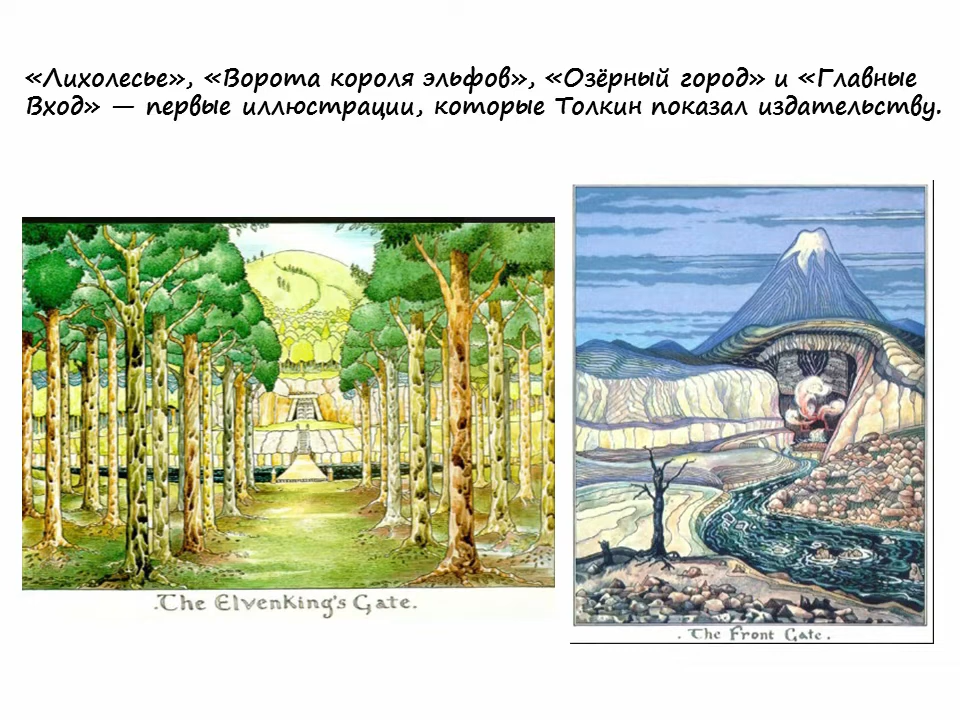 «Лихолесье», «Ворота короля эльфов», «Озёрный город» и «Главные
Вход» — первые иллюстрации, которые Толкин показал издательству.
.The Elvenking's Gate.
. The Front Gate .